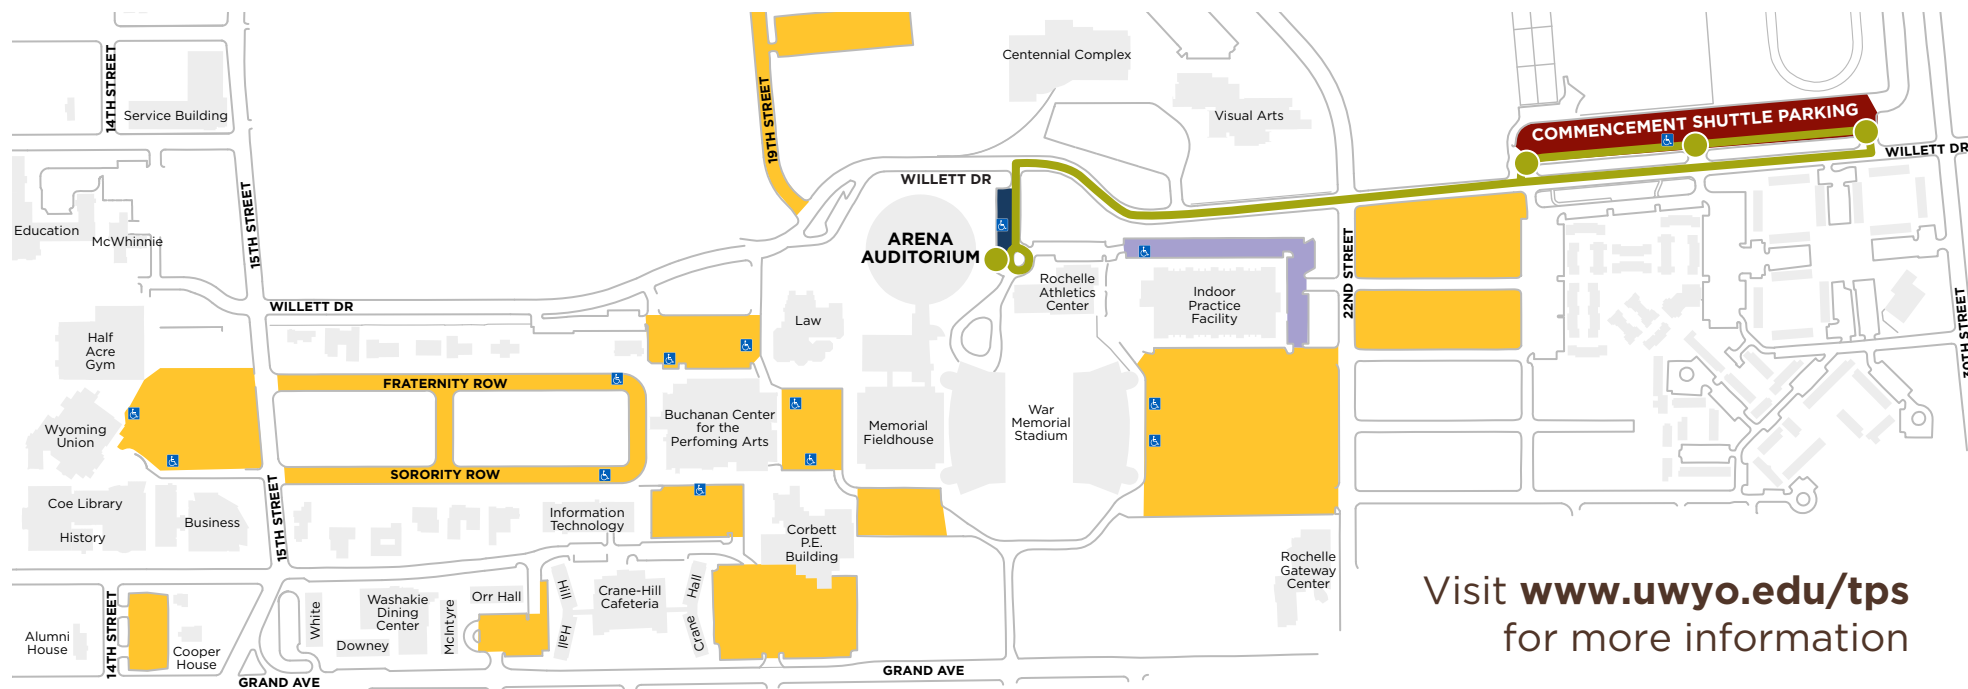 14TH STREET
Service Building
19TH STREET
Centennial Complex
Visual Arts
COMMENCEMENT SHUTTLE PARKING
WILLETT DR
WILLETT DR
Education
McWhinnie
15TH STREET
ARENA
AUDITORIUM
Rochelle
Athletics
Center
Indoor
Practice
Facility
22ND STREET
30TH STREET
WILLETT DR
Law
Half
Acre
Gym
FRATERNITY ROW
Wyoming
Union
Buchanan Center
for the
Perfoming Arts
Memorial
Fieldhouse
War
Memorial
Stadium
SORORITY ROW
Coe Library
History
Business
15TH STREET
Information
Technology
Corbett
P.E.
Building
Rochelle
Gateway
Center
14TH STREET
Alumni
House
Cooper
House
White
Washakie
Dining
Center
Downey
McIntyre
Orr Hall
Hill
Hall
Crane-Hill
Cafeteria
Hall
Crane
GRAND AVE
GRAND AVE
Visit www.uwyo.edu/tps
for more information